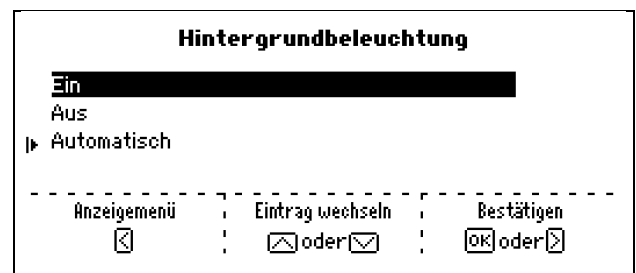 Hintergrundbeleuchtung
Ein
Aus
Automatisch
Anzeigemenü Eintrag wechseln Bestätigen
oder OK oder